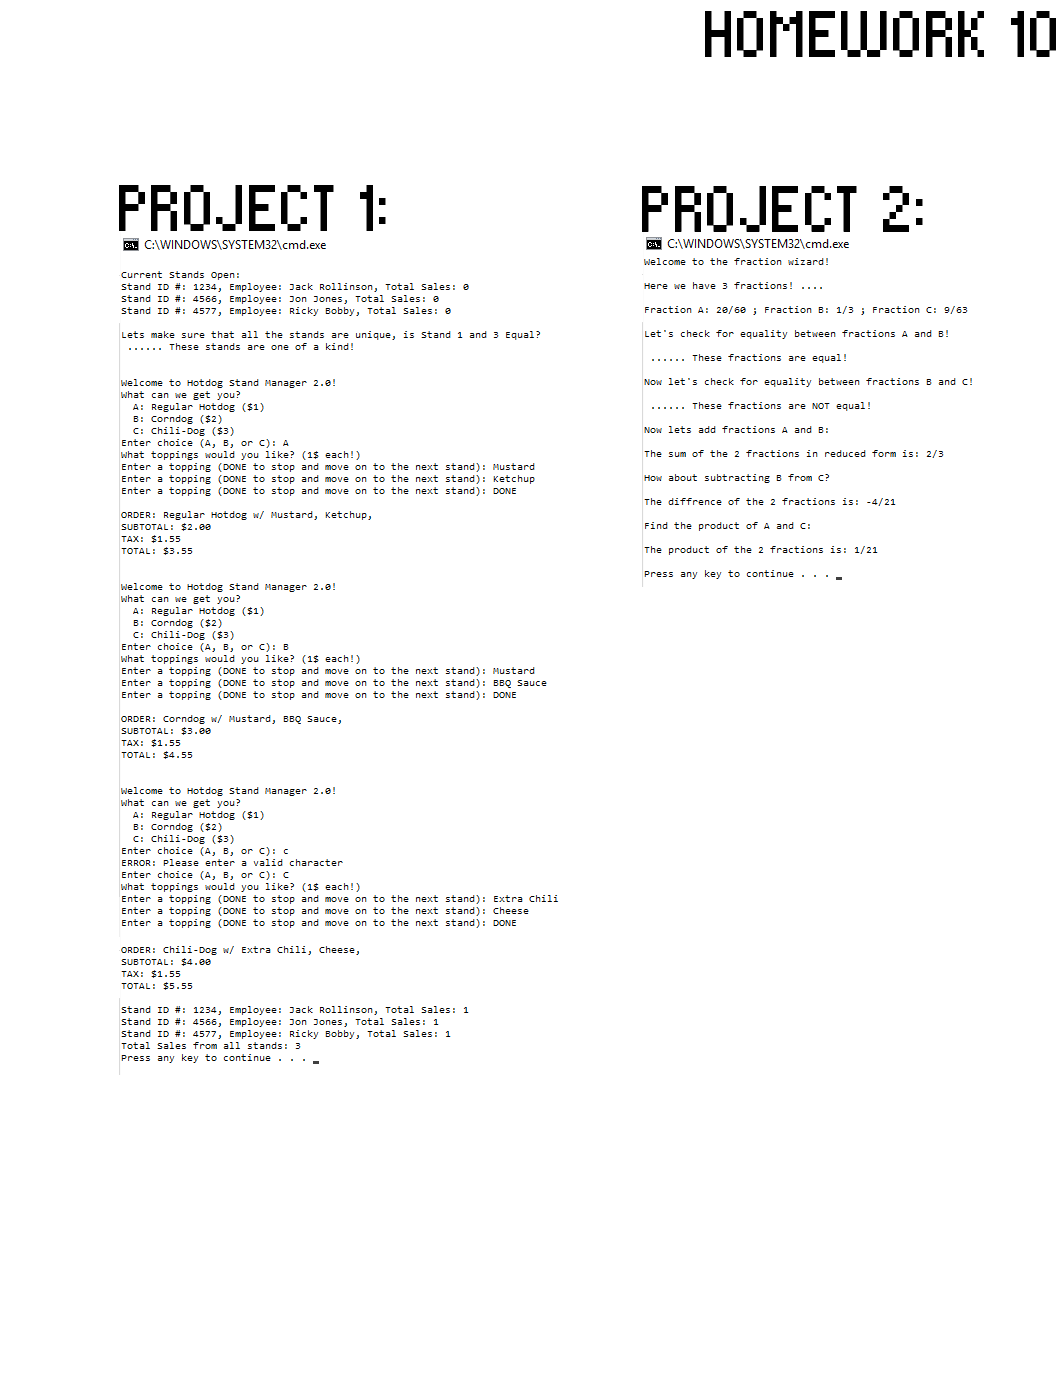 HOMEWORK 10
PROJECT 1:
C:\WINDOWS\SYSTEM32\cmd.exe
Current Stands Open:
Stand ID #: 1234, Employee: Jack Rollinson, Total Sales: 0
Stand ID #: 4566, Employee: Jon Jones, Total Sales: 0
Stand ID #: 4577, Employee: Ricky Bobby, Total Sales: 0
Lets make sure that all the stands are unique, is Stand 1 and 3 Equal?
...... These stands are one of a kind!
Welcome to Hotdog Stand Manager 2.0!
What can we get you?
A: Regular Hotdog ($1)
B: Corndog ($2)
C: Chili-Dog ($3)
Enter choice (A, B, or C): A
What toppings would you like? (1$ each!)
Enter a topping (DONE to stop and move on to the next stand): Mustard
Enter a topping (DONE to stop and move on to the next stand): Ketchup
Enter a topping (DONE to stop and move on to the next stand): DONE
ORDER: Regular Hotdog w/ Mustard, Ketchup,
SUBTOTAL: $2.00
TAX: $1.55
TOTAL: $3.55
Welcome to Hotdog Stand Manager 2.0!
What can we get you?
A: Regular Hotdog ($1)
B: Corndog ($2)
C: Chili-Dog ($3)
Enter choice (A, B, or C): B
What toppings would you like? (1$ each!)
Enter a topping (DONE to stop and move on to the next stand): Mustard
Enter a topping (DONE to stop and move on to the next stand): BBQ Sauce
Enter a topping (DONE to stop and move on to the next stand): DONE
ORDER: Corndog w/ Mustard, BBQ Sauce,
SUBTOTAL: $3.00
TAX: $1.55
TOTAL: $4.55
Welcome to Hotdog Stand Manager 2.0!
What can we get you?
A: Regular Hotdog ($1)
B: Corndog ($2)
C: Chili-Dog ($3)
Enter choice (A, B, or C): c
ERROR: Please enter a valid character
Enter choice (A, B, or C): C
What toppings would you like? (1$ each!)
Enter a topping (DONE to stop and move on to the next stand): Extra Chili
Enter a topping (DONE to stop and move on to the next stand): Cheese
Enter a topping (DONE to stop and move on to the next stand): DONE
ORDER: Chili-Dog w/ Extra Chili, Cheese,
SUBTOTAL: $4.00
TAX: $1.55
TOTAL: $5.55
Stand ID #: 1234, Employee: Jack Rollinson, Total Sales: 1
Stand ID #: 4566, Employee: Jon Jones, Total Sales: 1
Stand ID #: 4577, Employee: Ricky Bobby, Total Sales: 1
Total Sales from all stands: 3
Press any key to continue . . . _
PROJECT 2:
C:\WINDOWS\SYSTEM32\cmd.exe
Welcome to the fraction wizard!
Here we have 3 fractions! ....
Fraction A: 20/60 ; Fraction B: 1/3 ; Fraction C: 9/63
Let's check for equality between fractions A and B!
...... These fractions are equal!
Now let's check for equality between fractions B and C!
...... These fractions are NOT equal!
Now lets add fractions A and B:
The sum of the 2 fractions in reduced form is: 2/3
How about subtracting B from C?
The diffrence of the 2 fractions is: -4/21
Find the product of A and C:
The product of the 2 fractions is: 1/21
Press any key to continue . . . _